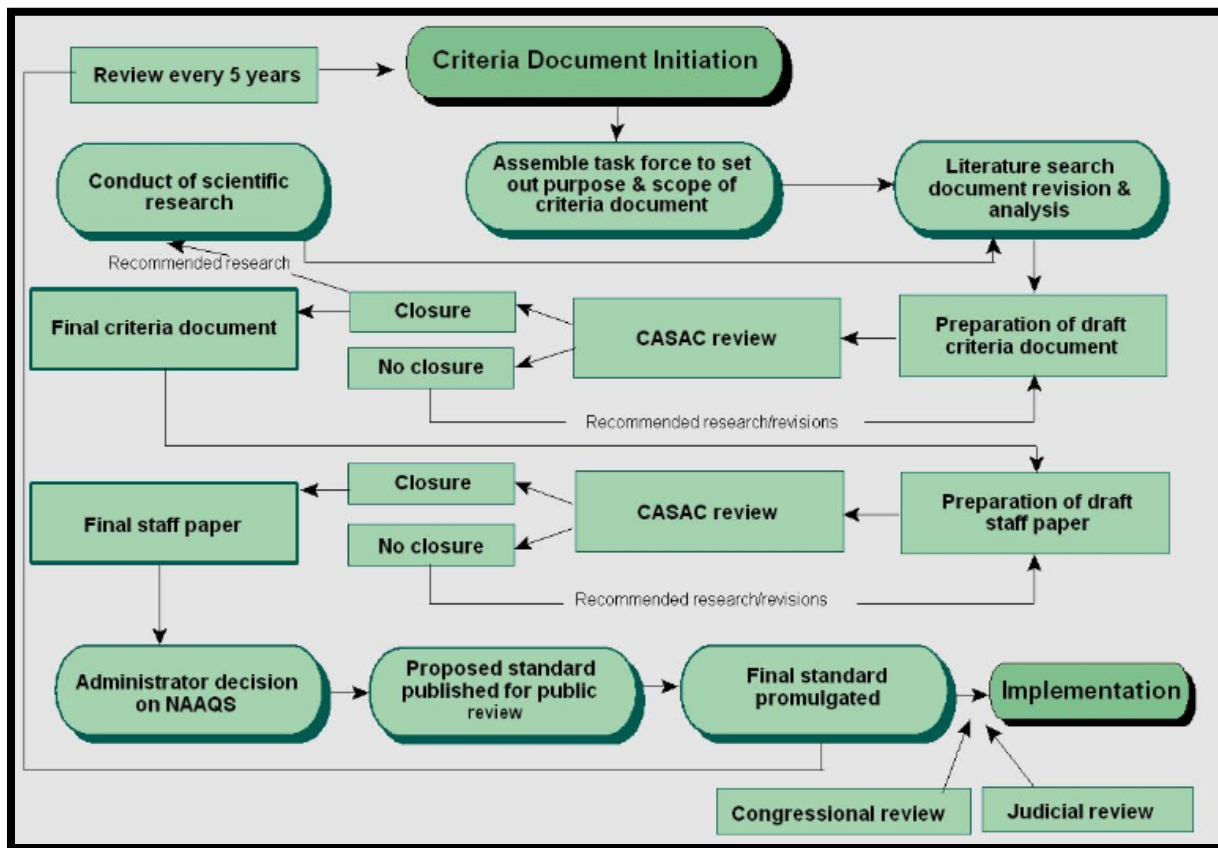 Review every 5 years
Criteria Document Initiation
Conduct of scientific
research
Assemble task force to set
out purpose & scope of
criteria document
Literature search
document revision &
analysis
Recommended research
Final criteria document
Closure
No closure
CASAC review
Preparation of draft
criteria document
Recommended research/revisions
Final staff paper
Closure
No closure
CASAC review
Preparation of draft
staff paper
Recommended research/revisions
Administrator decision
on NAAQS
Proposed standard
published for public
review
Final standard
promulgated
Implementation
Congressional review
Judicial review